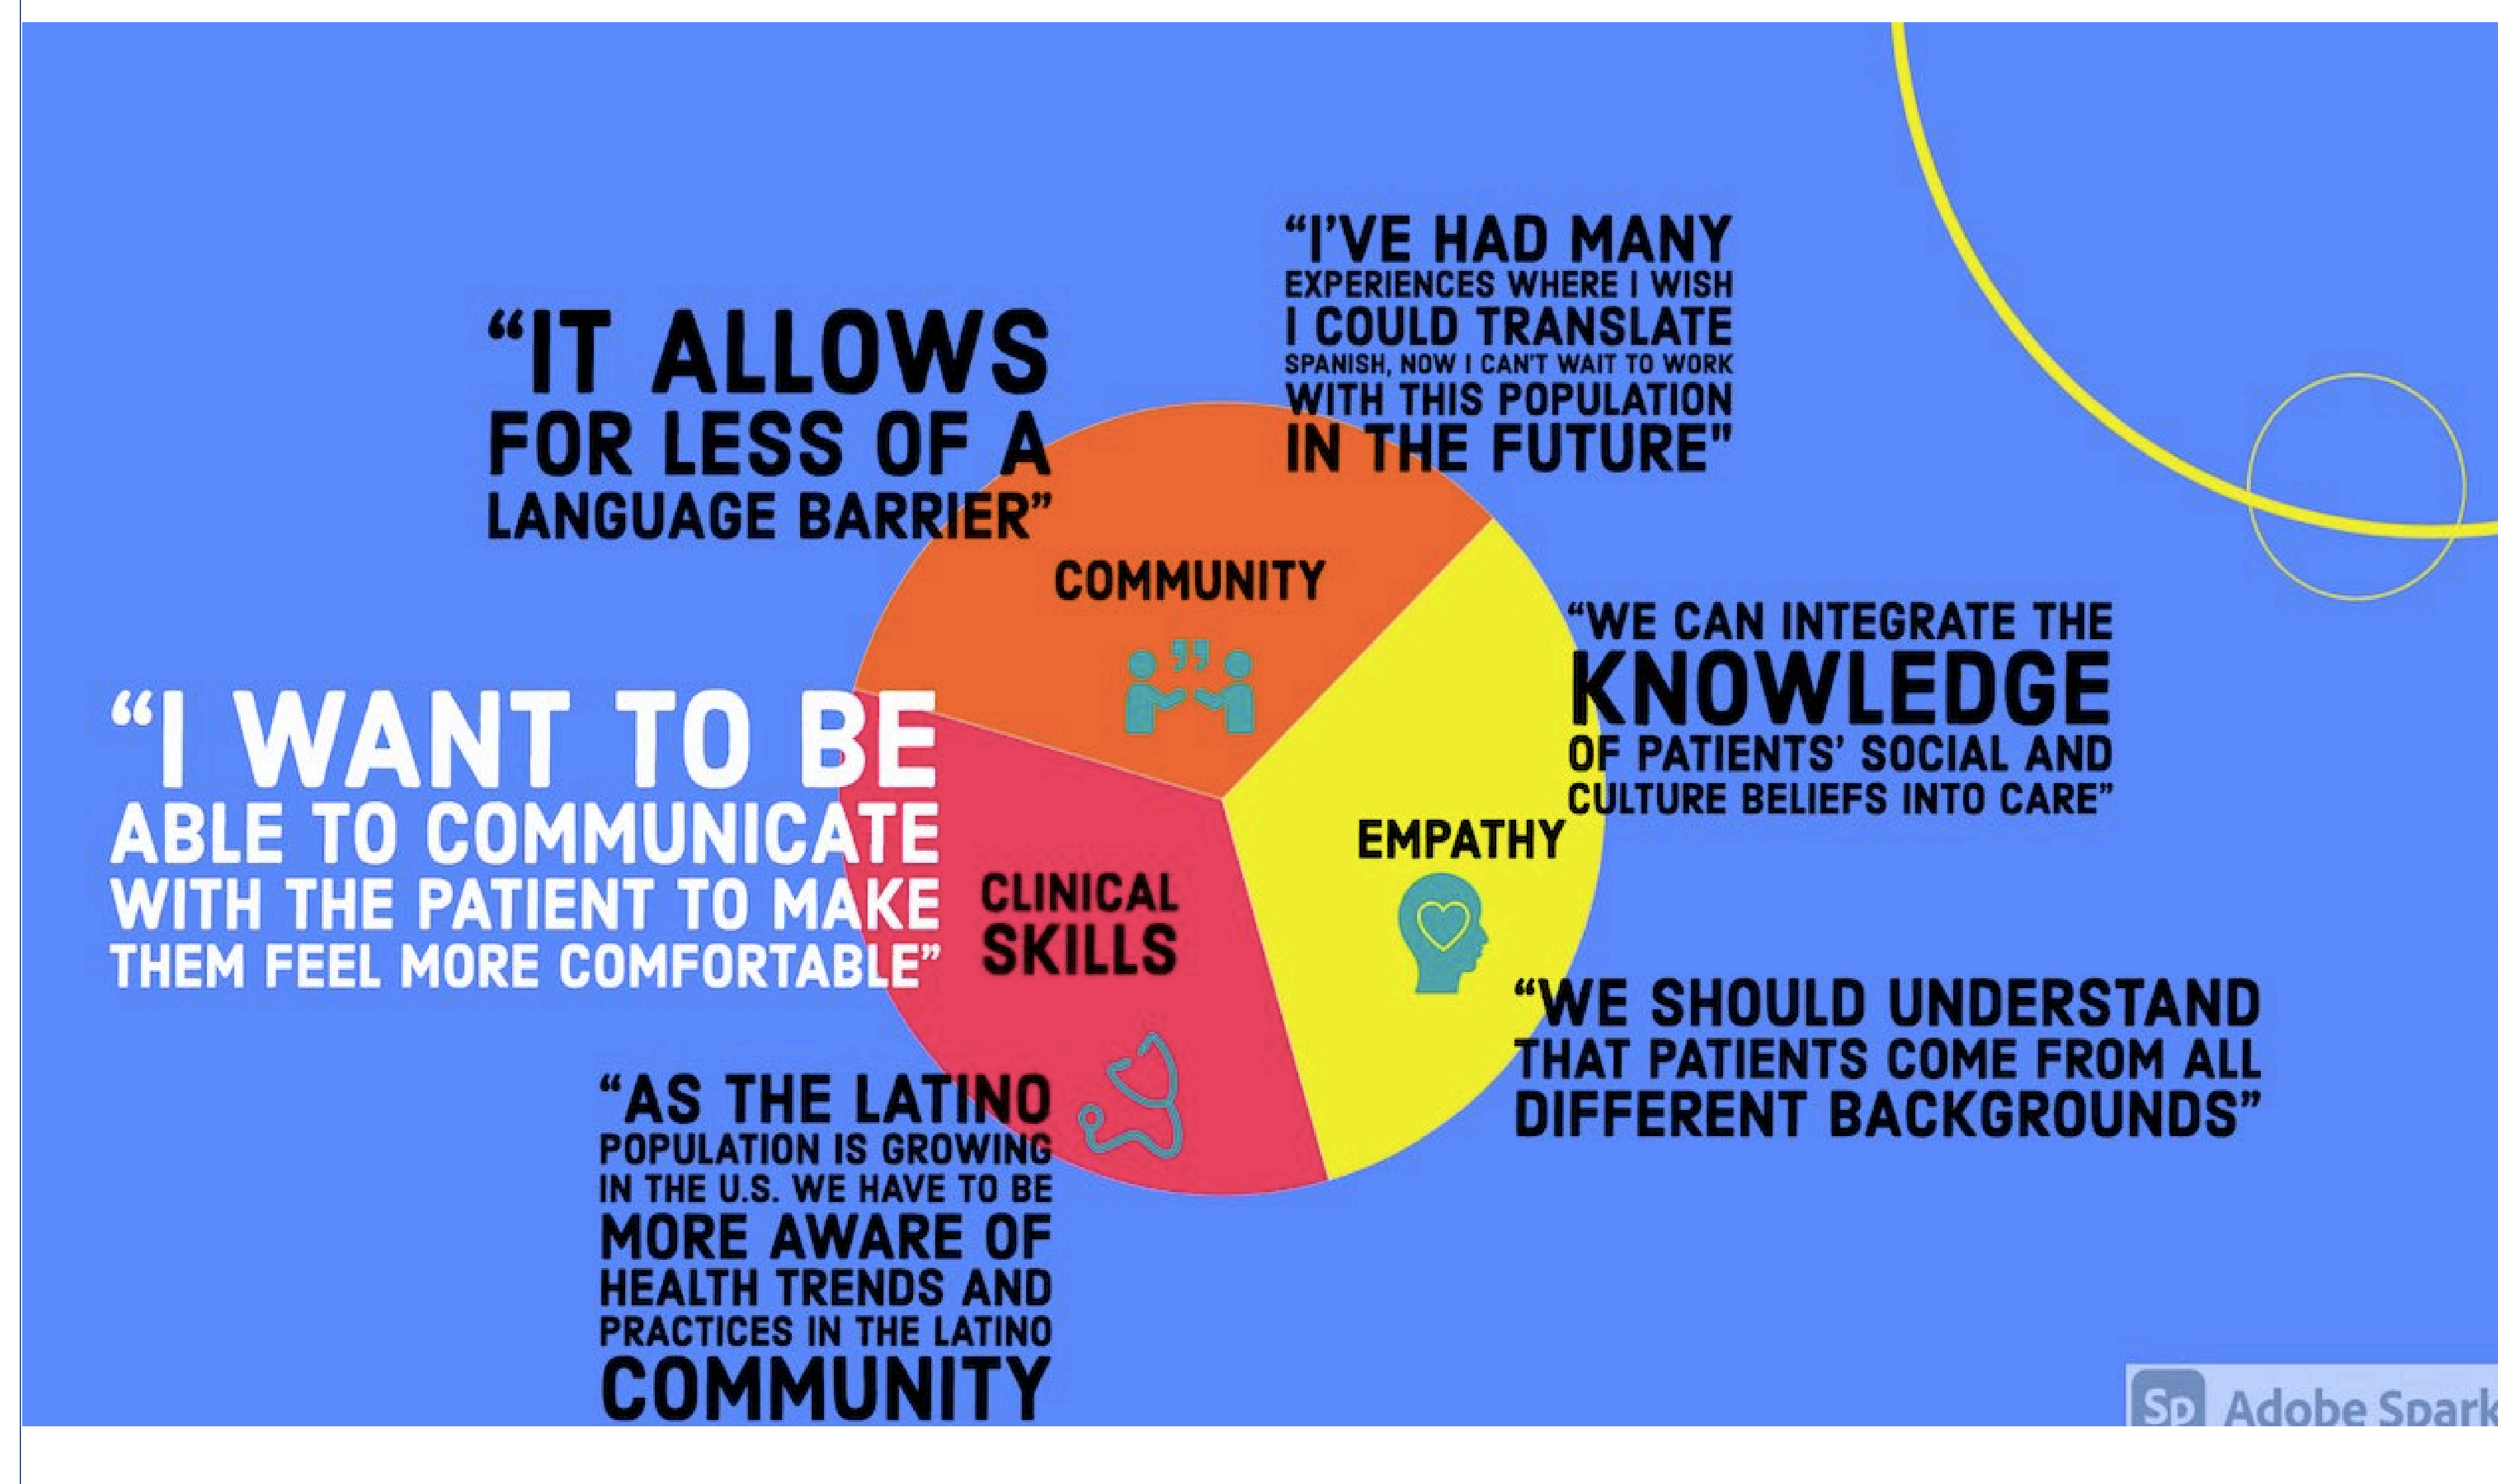 “IT ALLOWS
FOR LESS OF A
LANGUAGE BARRIER”
“I’VE HAD MANY
EXPERIENCES WHERE I WISH
I COULD TRANSLATE
SPANISH, NOW I CAN'T WAIT TO WORK
WITH THIS POPULATION
IN THE FUTURE"
COMMUNITY
“WE CAN INTEGRATE THE
KNOWLEDGE
OF PATIENTS’ SOCIAL AND
CULTURE BELIEFS INTO CARE”
“I WANT TO BE
ABLE TO COMMUNICATE
WITH THE PATIENT TO MAKE
THEM FEEL MORE COMFORTABLE”
EMPATHY
CLINICAL
SKILLS
“WE SHOULD UNDERSTAND
THAT PATIENTS COME FROM ALL
DIFFERENT BACKGROUNDS”
“AS THE LATINO
POPULATION IS GROWING
IN THE U.S. WE HAVE TO BE
MORE AWARE OF
HEALTH TRENDS AND
PRACTICES IN THE LATINO
COMMUNITY
Sp Adobe Spark